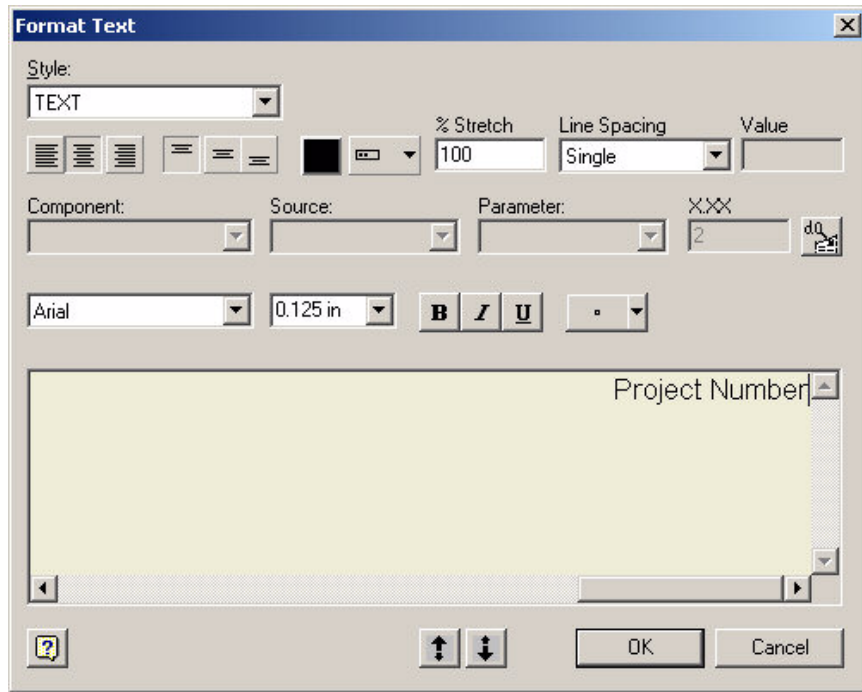 Format Text
Style:
TEXT
% Stretch Line Spacing Value
100 Single
Component: Source: Parameter: X.XX
2
Arial 0.125 in B I U
Project Number
OK Cancel